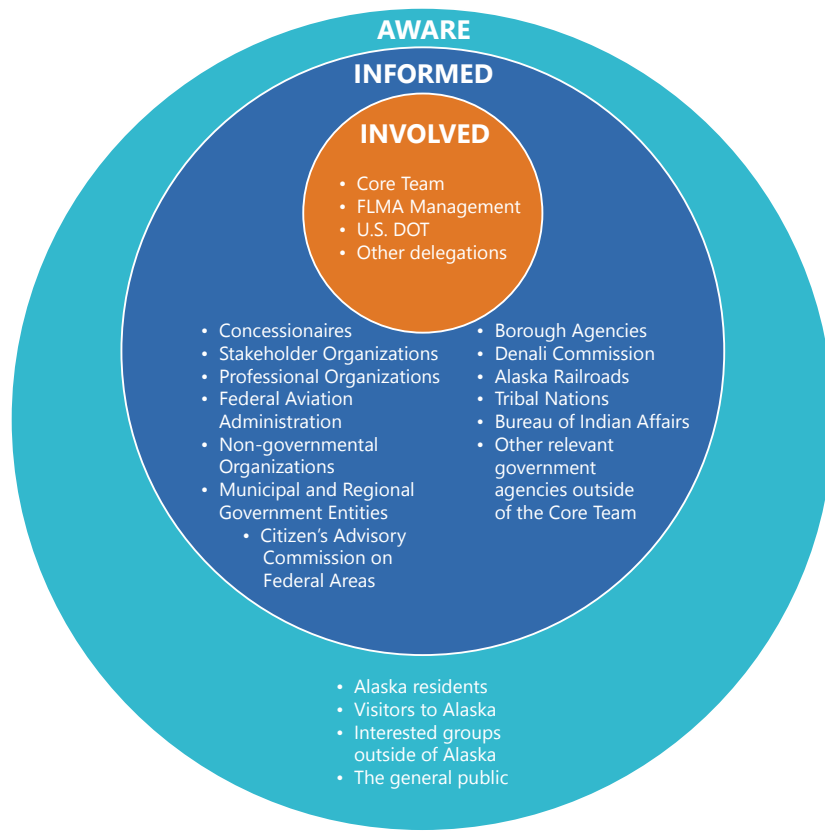 AWARE
INFORMED
INVOLVED
• Core Team
• FLMA Management
• U.S. DOT
• Other delegations
• Concessionaires
• Stakeholder Organizations
• Professional Organizations
• Federal Aviation
Administration
• Non-governmental
Organizations
• Municipal and Regional
Government Entities
• Citizen’s Advisory
Commission on
Federal Areas
• Borough Agencies
• Denali Commission
• Alaska Railroads
• Tribal Nations
• Bureau of Indian Affairs
• Other relevant
government
agencies outside
of the Core Team
• Alaska residents
• Visitors to Alaska
• Interested groups
outside of Alaska
• The general public